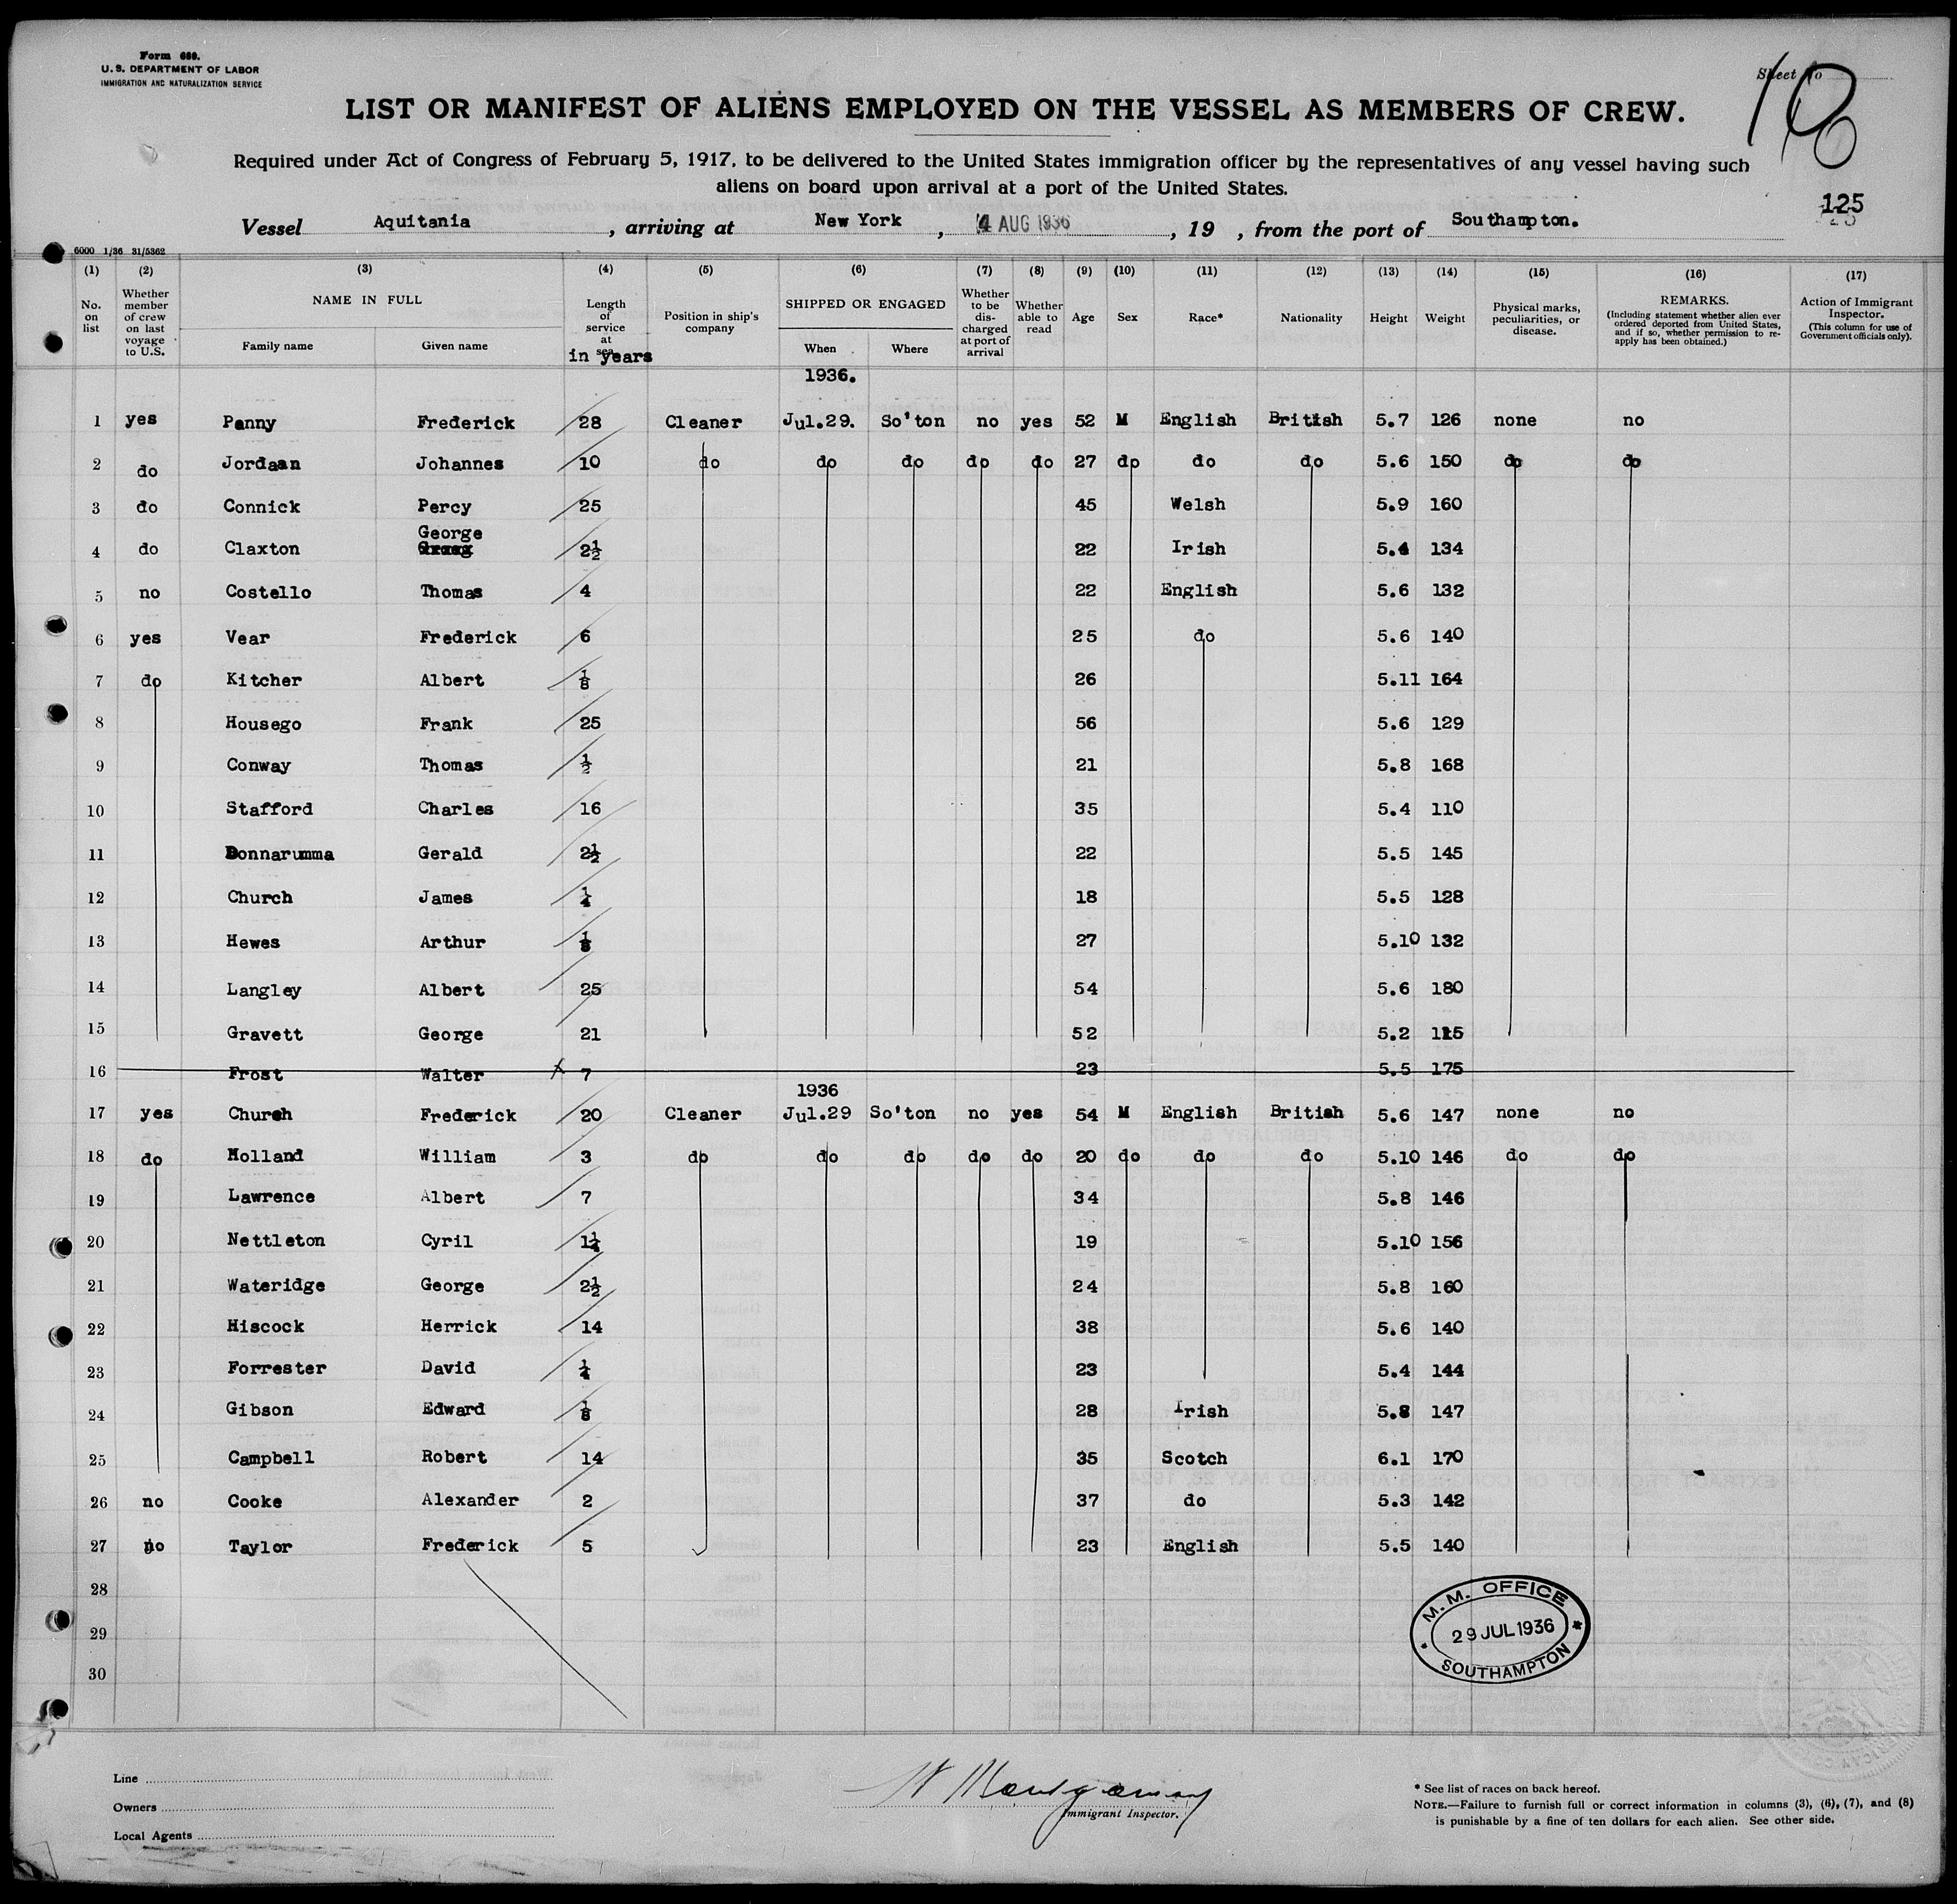 Form 689.
U. S. DEPARTMENT OF LABOR
IMMIGRATION AND NATURALIZATION SERVICE
Sheet No
16
LIST OR MANIFEST OF ALIENS EMPLOYED ON THE VESSEL AS MEMBERS OF CREW.
Required under Act of Congress of February 5, 1917, to be delivered to the United States immigration officer by the representatives of any vessel having such
aliens on board upon arrival at a port of the United States.
125
Vessel Aquitania, arriving at New York, 4 AUG 1936, 19 , from the port of Southampton.
6000 1/36 31/5362
(1) (2) (3) (4) (5) (6) (7) (8) (9) (10) (11) (12) (13) (14) (15) (16) (17)
No. on list
Whether member of crew on last voyage to U.S.
NAME IN FULL
Family name Given name
Length of service at sea
in years
Position in ship's company
SHIPPED OR ENGAGED
When Where
Whether to be discharged at port of arrival
Whether able to read
Age
Sex
Race*
Nationality
Height
Weight
Physical marks, peculiarities, or disease.
REMARKS.
(Including statement whether alien ever ordered deported from United States, and if so, whether permission to re-apply has been obtained.)
Action of Immigrant Inspector.
(This column for use of Government officials only).
1936.
1 yes Penny Frederick 28 Cleaner Jul.29. So'ton no yes 52 M English British 5.7 126 none no
2 do Jordaan Johannes 10 do do do do do 27 do do do 5.6 150 do do
3 do Connick Percy 25 45 Welsh 5.9 160
George
4 do Claxton 2½ 22 Irish 5.4 134
5 no Costello Thomas 4 22 English 5.6 132
6 yes Vear Frederick 6 25 do 5.6 140
7 do Kitcher Albert 1/8 26 5.11 164
8 Housego Frank 25 56 5.6 129
9 Conway Thomas ½ 21 5.8 168
10 Stafford Charles 16 35 5.4 110
11 Donnarumma Gerald 2½ 22 5.5 145
12 Church James ¼ 18 5.5 128
13 Hewes Arthur 1/8 27 5.10 132
14 Langley Albert 25 54 5.6 180
15 Gravett George 21 52 5.2 115
16 Frost Walter x 7 23 5.5 175
1936
17 yes Church Frederick 20 Cleaner Jul.29 So'ton no yes 54 M English British 5.6 147 none no
18 do Holland William 3 do do do do do 20 do do do 5.10 146 do do
19 Lawrence Albert 7 34 5.8 146
20 Nettleton Cyril 1¼ 19 5.10 156
21 Wateridge George 2½ 24 5.8 160
22 Hiscock Herrick 14 38 5.6 140
23 Forrester David ¼ 23 5.4 144
24 Gibson Edward 1/8 28 Irish 5.8 147
25 Campbell Robert 14 35 Scotch 6.1 170
26 no Cooke Alexander 2 37 do 5.3 142
27 no Taylor Frederick 5 23 English 5.5 140
28
29
30
M. M. OFFICE
29 JUL 1936
SOUTHAMPTON
Line
Owners
Local Agents
Montgomery
Immigrant Inspector.
* See list of races on back hereof.
NOTE.—Failure to furnish full or correct information in columns (3), (6), (7), and (8)
is punishable by a fine of ten dollars for each alien. See other side.